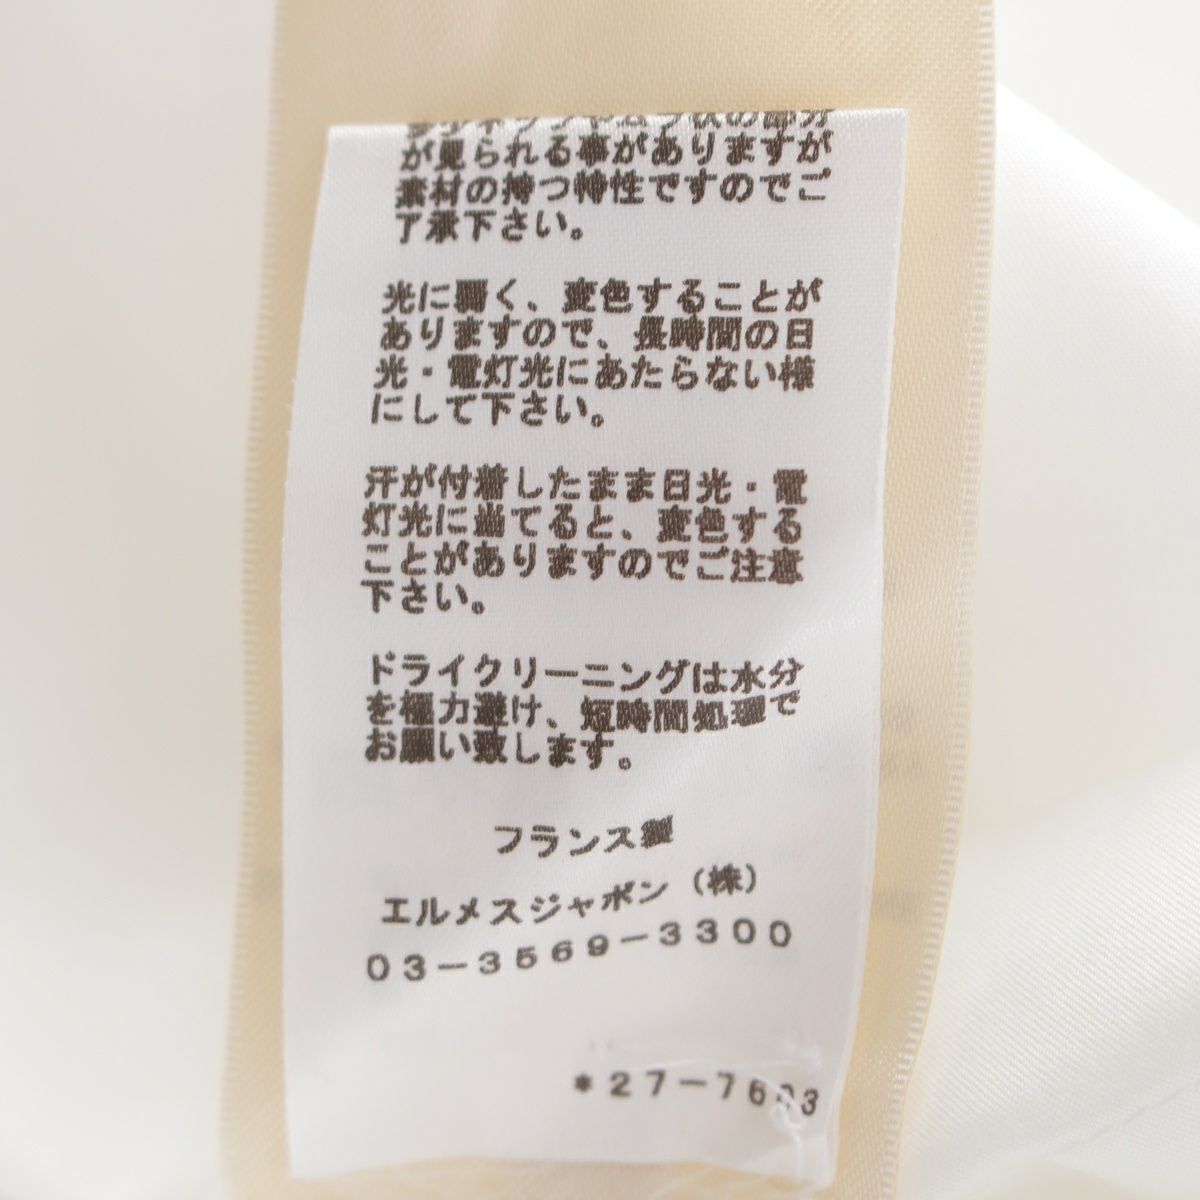 が見られる事がありますが
素材の持つ特性ですのでご
了承下さい。
光に弱く、変色することが
ありますので、長時間の日
光・電灯光にあたらない様
にして下さい。
汗が付着したまま日光・電
灯光に当てると、変色する
ことがありますのでご注意
下さい。
ドライクリーニングは水分
を極力避け、短時間処理で
お願い致します。
フランス製
エルメスジャポン(株)
03-3569-3300